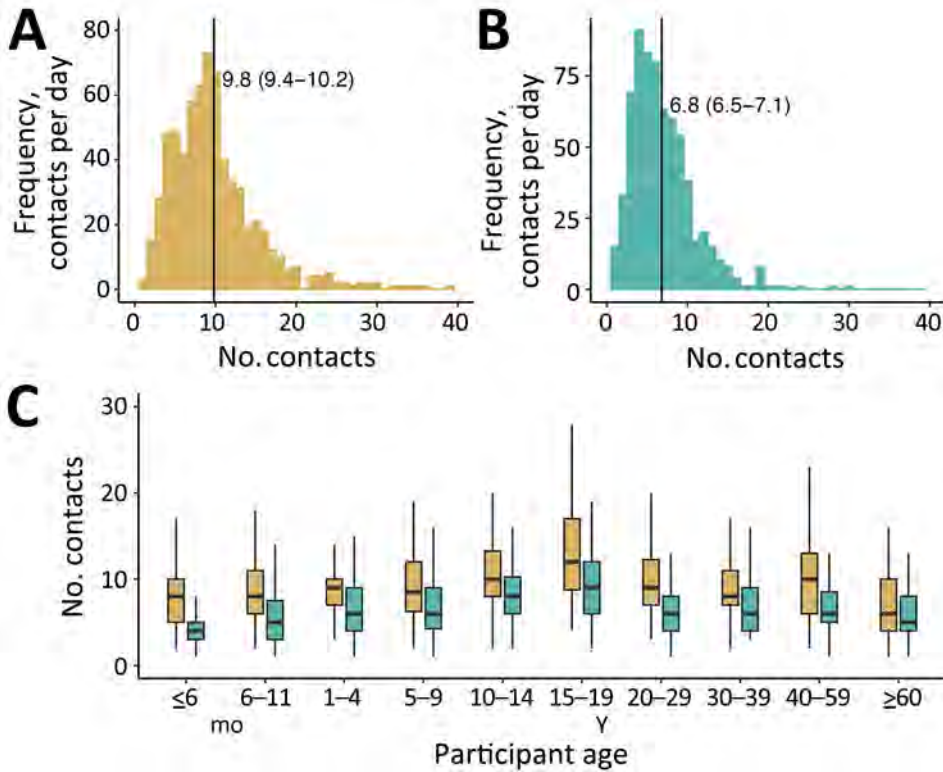 A
Frequency,
contacts per day
80
60
40
20
0
9.8 (9.4–10.2)
0 10 20 30 40
No. contacts
B
Frequency,
contacts per day
75
50
25
0
6.8 (6.5–7.1)
0 10 20 30 40
No. contacts
C
No. contacts
30
20
10
0
≤6 6–11 1–4 5–9 10–14 15–19 20–29 30–39 40–59 ≥60
mo Y
Participant age